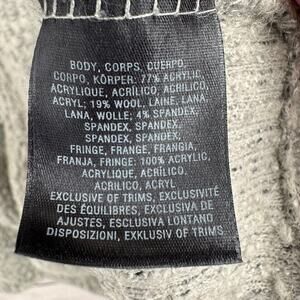 BODY, CORPS, CUERPO,
CORPO, KÖRPER: 77% ACRYLIC,
ACRYLIQUE, ACRÍLICO, ACRILICO,
ACRYL; 19% WOOL, LAINE, LANA,
LANA, WOLLE; 4% SPANDEX,
SPANDEX, SPANDEX,
SPANDEX, SPANDEX
FRINGE, FRANGE, FRANGIA,
FRANJA, FRINGE: 100% ACRYLIC,
ACRYLIQUE, ACRÍLICO,
ACRILICO, ACRYL
EXCLUSIVE OF TRIMS, EXCLUSIVITÉ
DES ÉQUILIBRES, EXCLUSIVA DE
AJUSTES, ESCLUSIVA LONTANO
DISPOSIZIONI, EXKLUSIV OF TRIMS